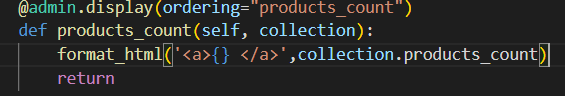 @admin.display(ordering="products_count")
def products_count(self, collection):
    format_html('<a>{} </a>',collection.products_count)
    return